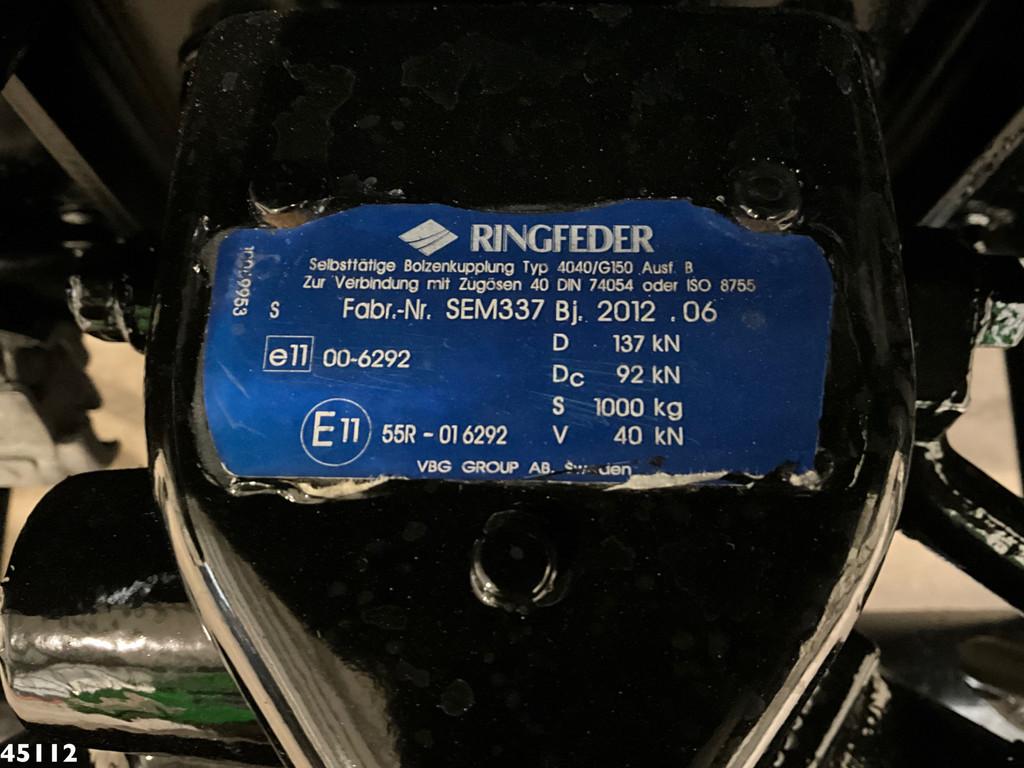 RINGFEDER
Selbsttätige Bolzenkupplung Typ 4040/G150 Ausf. B
Zur Verbindung mit Zugösen 40 DIN 74054 oder ISO 8755
S Fabr.-Nr. SEM337 Bj. 2012 .06
e11 00-6292
D 137 kN
Dc 92 kN
S 1000 kg
V 40 kN
E11 55R - 01 6292
VBG GROUP AB. Sweden
45112